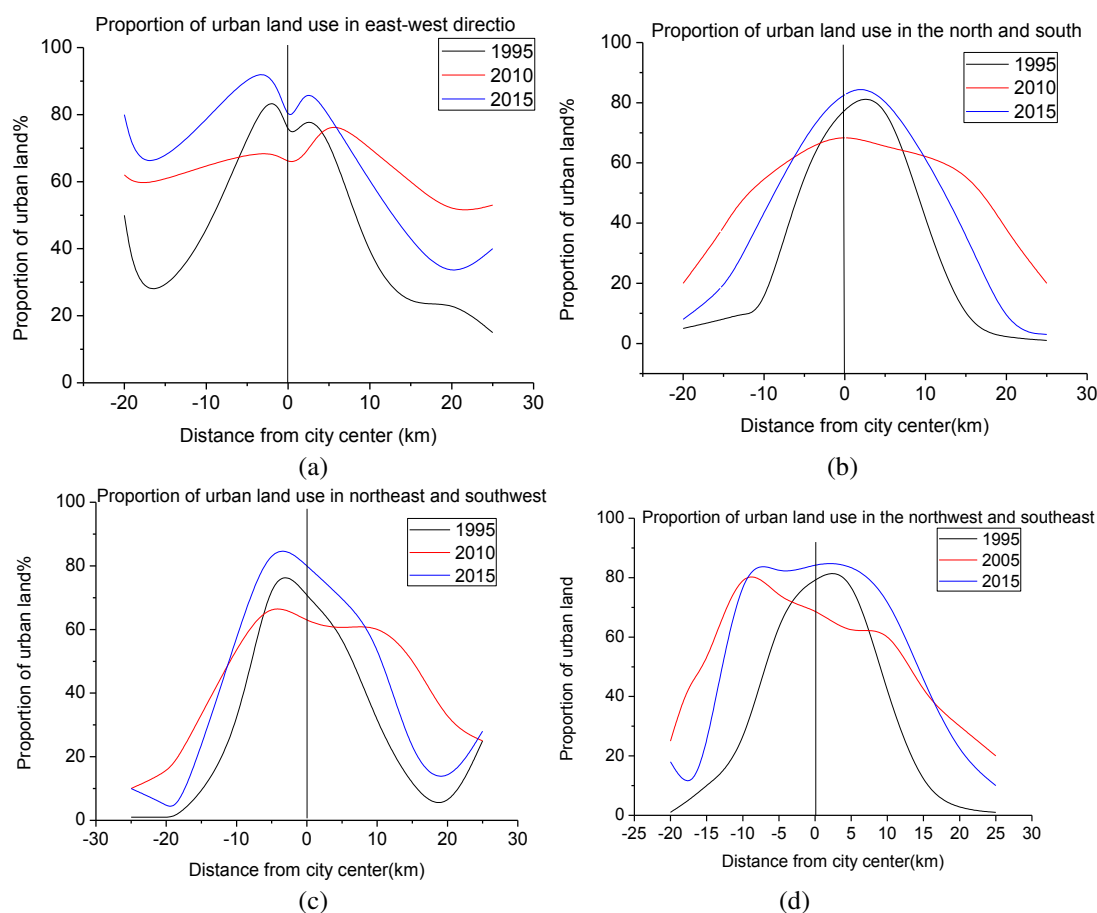 Proportion of urban land use in east-west directio
1995
2010
2015
Proportion of urban land%
100
80
60
40
20
0
-20 -10 0 10 20 30
Distance from city center (km)
(a)
Proportion of urban land use in the north and south
1995
2010
2015
Proportion of urban land%
100
80
60
40
20
0
-20 -10 0 10 20 30
Distance from city center(km)
(b)
Proportion of urban land use in northeast and southwest
1995
2010
2015
Proportion of urban land%
100
80
60
40
20
0
-30 -20 -10 0 10 20 30
Distance from city center(km)
(c)
Proportion of urban land use in the northwest and southeast
1995
2005
2015
Proportion of urban land
100
80
60
40
20
0
-25 -20 -15 -10 -5 0 5 10 15 20 25 30
Distance from city center(km)
(d)